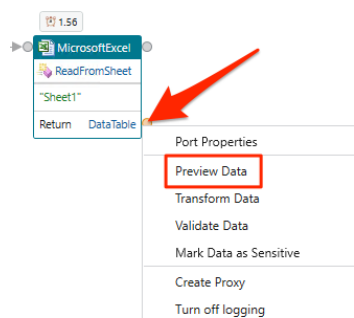 1.56
MicrosoftExcel
ReadFromSheet
"Sheet1"
Return DataTable
Port Properties
Preview Data
Transform Data
Validate Data
Mark Data as Sensitive
Create Proxy
Turn off logging